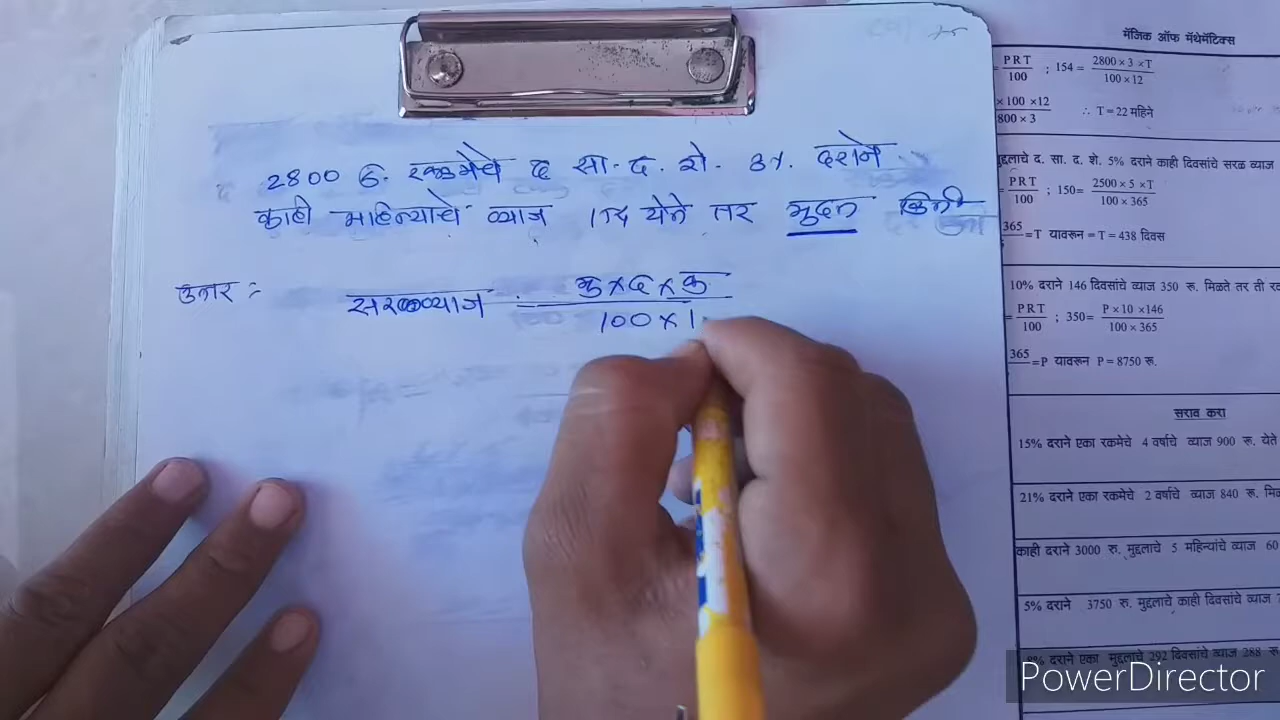 2800 रु. रकमेचे द सा. द. शे. 3%. दराने
काही महिन्याचे व्याज 154 येते तर मुदत किती
उत्तर :-
सरळव्याज = मु×द×क
100 × 1
मॅजिक ऑफ मॅथेमॅटिक्स
PRT
100 ; 154 = 2800 × 3 ×T
100 ×12
× 100 ×12
800 × 3 ∴ T = 22 महिने
मुद्दलाचे द. सा. द. शे. 5% दराने काही दिवसांचे सरळ व्याज
PRT
100 ; 150= 2500 × 5 ×T
100 × 365
365 =T यावरून = T = 438 दिवस
10% दराने 146 दिवसांचे व्याज 350 रू. मिळते तर ती
PRT
100 ; 350= P × 10 ×146
100 × 365
365 =P यावरून P = 8750 रू.
सराव करा
15% दराने एका रकमेचे 4 वर्षाचे व्याज 900 रू. येते
21% दराने एका रकमेचे 2 वर्षाचे व्याज 840 रू.
काही दराने 3000 रु. मुद्दलाचे 5 महिन्यांचे व्याज 60
5% दराने 3750 रु. मुद्दलाचे काही दिवसांचे व्याज
% दराने एका मुद्दलाचे 292 दिवसांचे व्याज 288 रू
PowerDirector